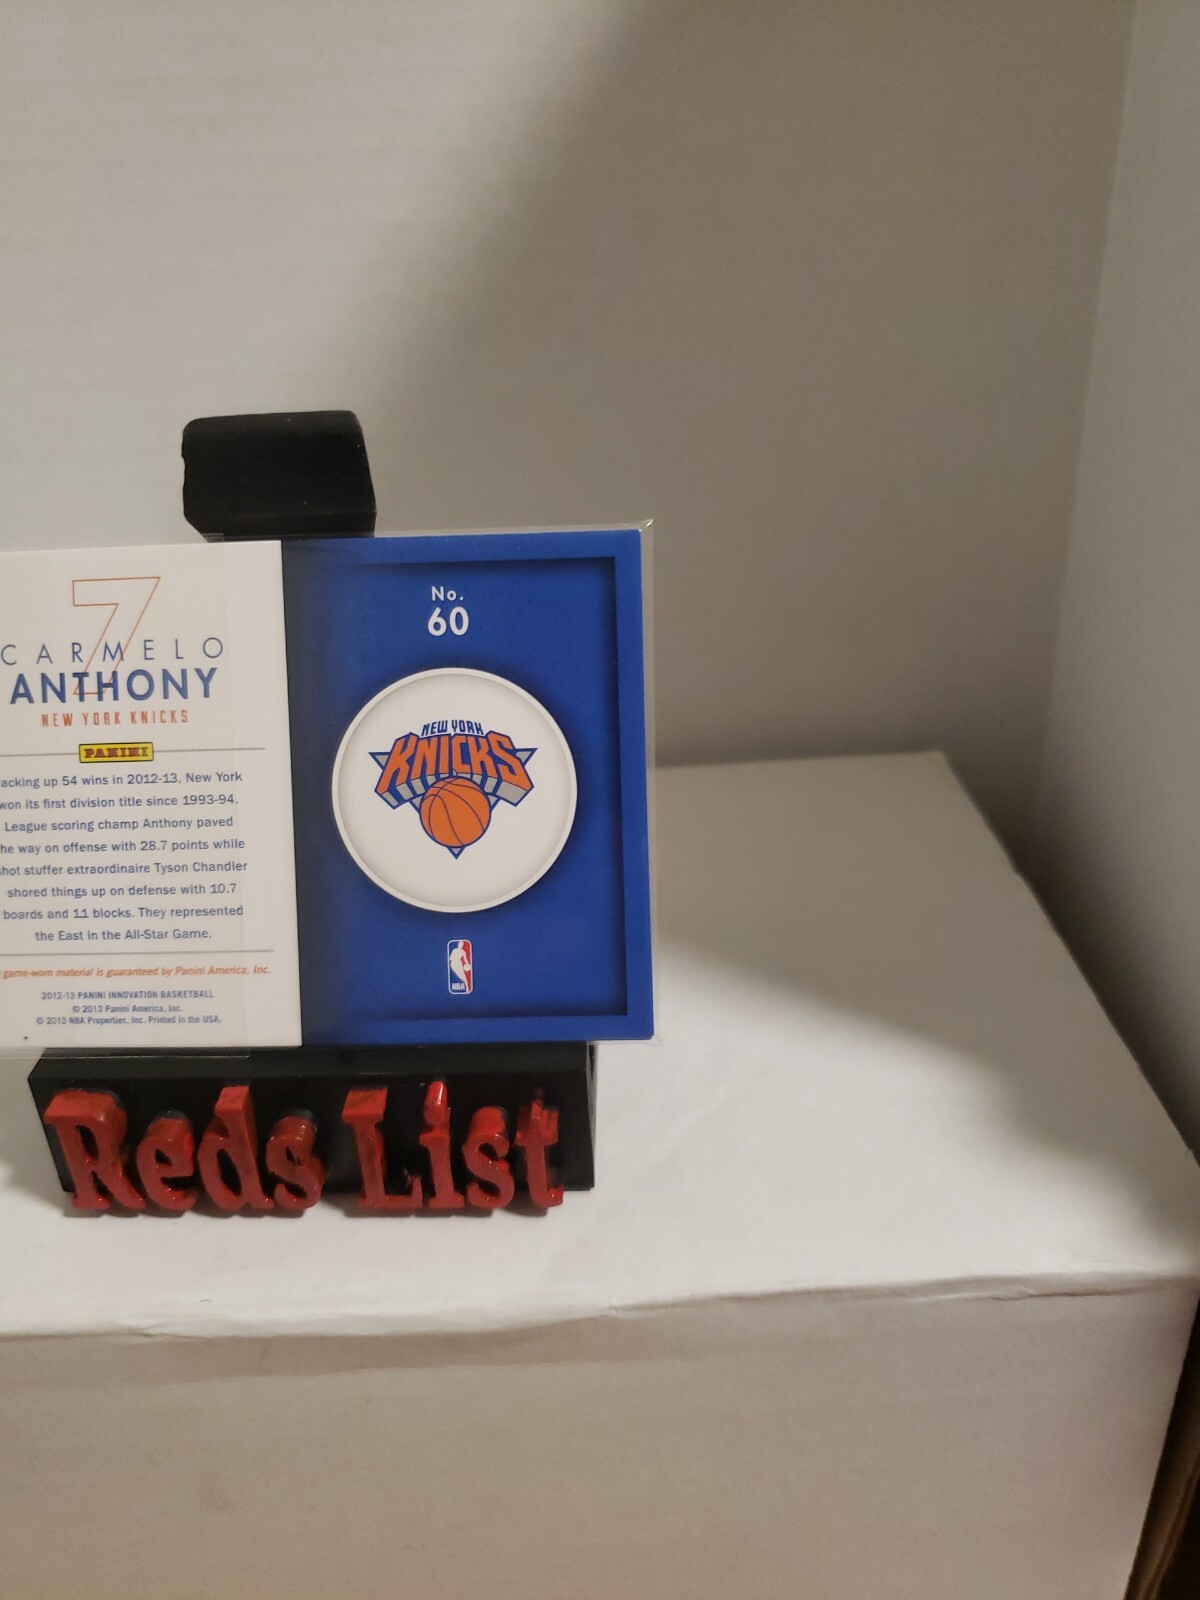 7
CARMELO
ANTHONY
NEW YORK KNICKS
PANINI
acking up 54 wins in 2012-13, New York
won its first division title since 1993-94.
League scoring champ Anthony paved
he way on offense with 28.7 points while
hot stuffer extraordinaire Tyson Chandler
shored things up on defense with 10.7
boards and 11 blocks. They represented
the East in the All-Star Game.
game-worn material is guaranteed by Panini America, Inc.
2012-13 PANINI INNOVATION BASKETBALL
© 2013 Panini America, Inc.
© 2013 NBA Properties, Inc. Printed in the USA.
No.
60
NEW YORK
KNICKS
NBA
Reds List